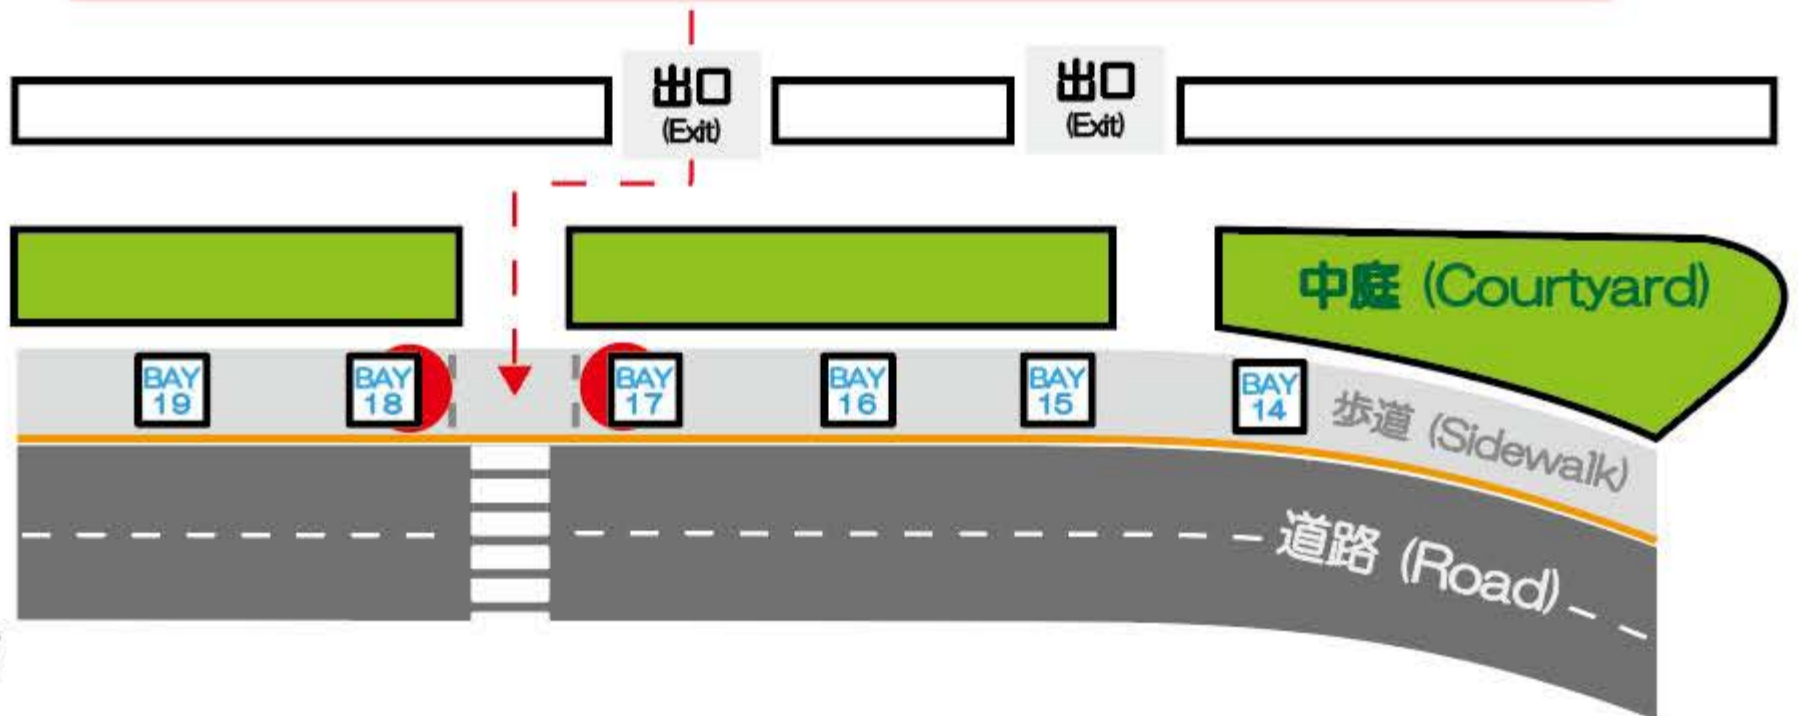 出口
(Exit)
出口
(Exit)
中庭 (Courtyard)
BAY
19
BAY
18
BAY
17
BAY
16
BAY
15
BAY
14
歩道 (Sidewalk)
道路 (Road)